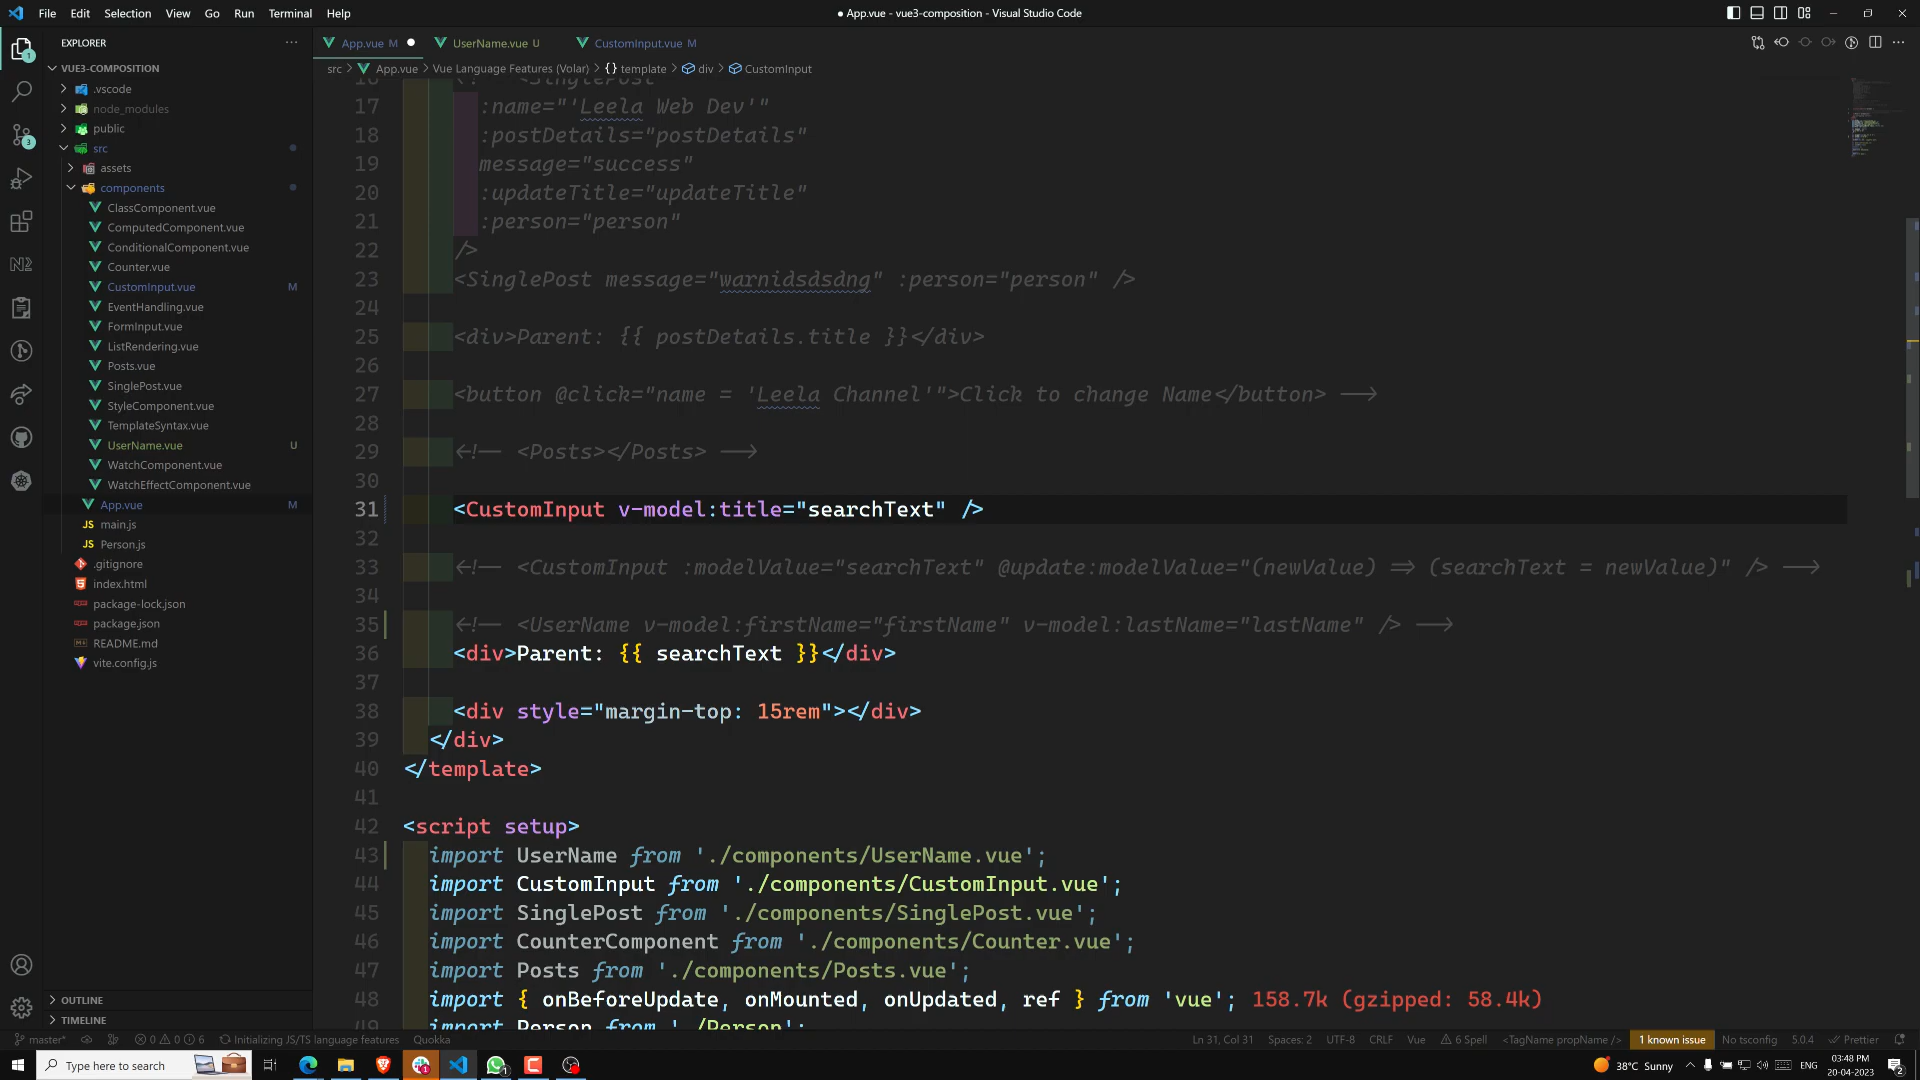 File Edit Selection View Go Run Terminal Help
● App.vue - vue3-composition - Visual Studio Code
EXPLORER
VUE3-COMPOSITION
.vscode
node_modules
public
src
assets
components
ClassComponent.vue
ComputedComponent.vue
ConditionalComponent.vue
Counter.vue
CustomInput.vue M
EventHandling.vue
FormInput.vue
ListRendering.vue
Posts.vue
SinglePost.vue
StyleComponent.vue
TemplateSyntax.vue
UserName.vue U
WatchComponent.vue
WatchEffectComponent.vue
App.vue M
main.js
Person.js
.gitignore
index.html
package-lock.json
package.json
README.md
vite.config.js
OUTLINE
TIMELINE
App.vue M UserName.vue U CustomInput.vue M
src > App.vue > Vue Language Features (Volar) > {} template > div > CustomInput
16 <!-- <SinglePost
17 :name="'Leela Web Dev'"
18 :postDetails="postDetails"
19 message="success"
20 :updateTitle="updateTitle"
21 :person="person"
22 />
23 <SinglePost message="warnidsdsdng" :person="person" />
24
25 <div>Parent: {{ postDetails.title }}</div>
26
27 <button @click="name = 'Leela Channel'">Click to change Name</button> -->
28
29 <!-- <Posts></Posts> -->
30
31 <CustomInput v-model:title="searchText" />
32
33 <!-- <CustomInput :modelValue="searchText" @update:modelValue="(newValue) => (searchText = newValue)" /> -->
34
35 <!-- <UserName v-model:firstName="firstName" v-model:lastName="lastName" /> -->
36 <div>Parent: {{ searchText }}</div>
37
38 <div style="margin-top: 15rem"></div>
39 </div>
40 </template>
41
42 <script setup>
43 import UserName from './components/UserName.vue';
44 import CustomInput from './components/CustomInput.vue';
45 import SinglePost from './components/SinglePost.vue';
46 import CounterComponent from './components/Counter.vue';
47 import Posts from './components/Posts.vue';
48 import { onBeforeUpdate, onMounted, onUpdated, ref } from 'vue'; 158.7k (gzipped: 58.4k)
49 import Person from './Person';
master* 0 0 6 Initializing JS/TS language features Quokka Ln 31, Col 31 Spaces: 2 UTF-8 CRLF Vue 6 Spell <TagName propName /> 1 known issue No tsconfig 5.0.4 Prettier
Type here to search 38°C Sunny ENG 03:48 PM 20-04-2023